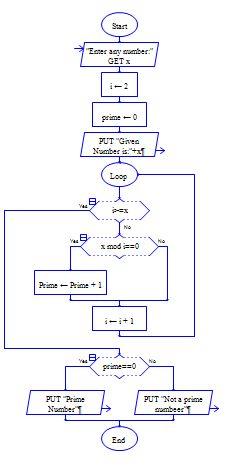 Start
"Enter any number:"
GET x
i ← 2
prime ← 0
PUT "Given
Number is:"+x¶
Loop
Yes
i>=x
No
Yes
x mod i==0
No
Prime ← Prime + 1
i ← i + 1
Yes
prime==0
No
PUT "Prime
Number"¶
PUT "Not a prime
number"¶
End